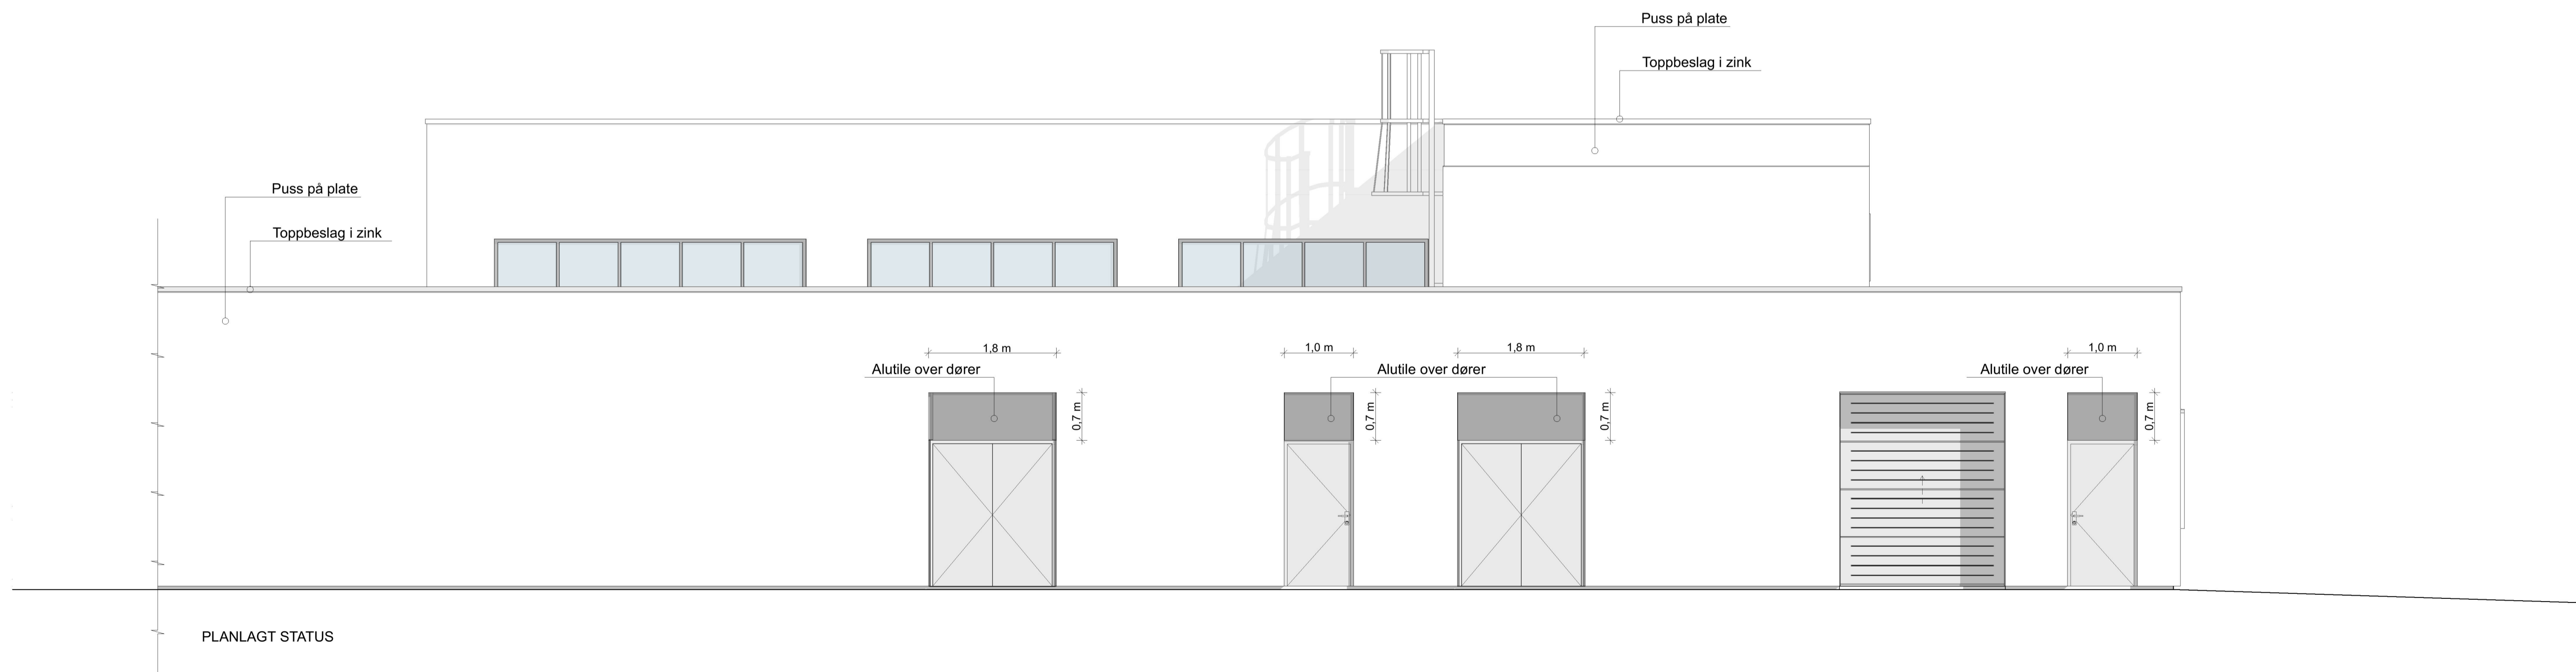 Puss på plate
Toppbeslag i zink
Puss på plate
Toppbeslag i zink
1,8 m
1,0 m
1,8 m
1,0 m
Alutile over dører
Alutile over dører
Alutile over dører
0,7 m
0,7 m
0,7 m
0,7 m
PLANLAGT STATUS